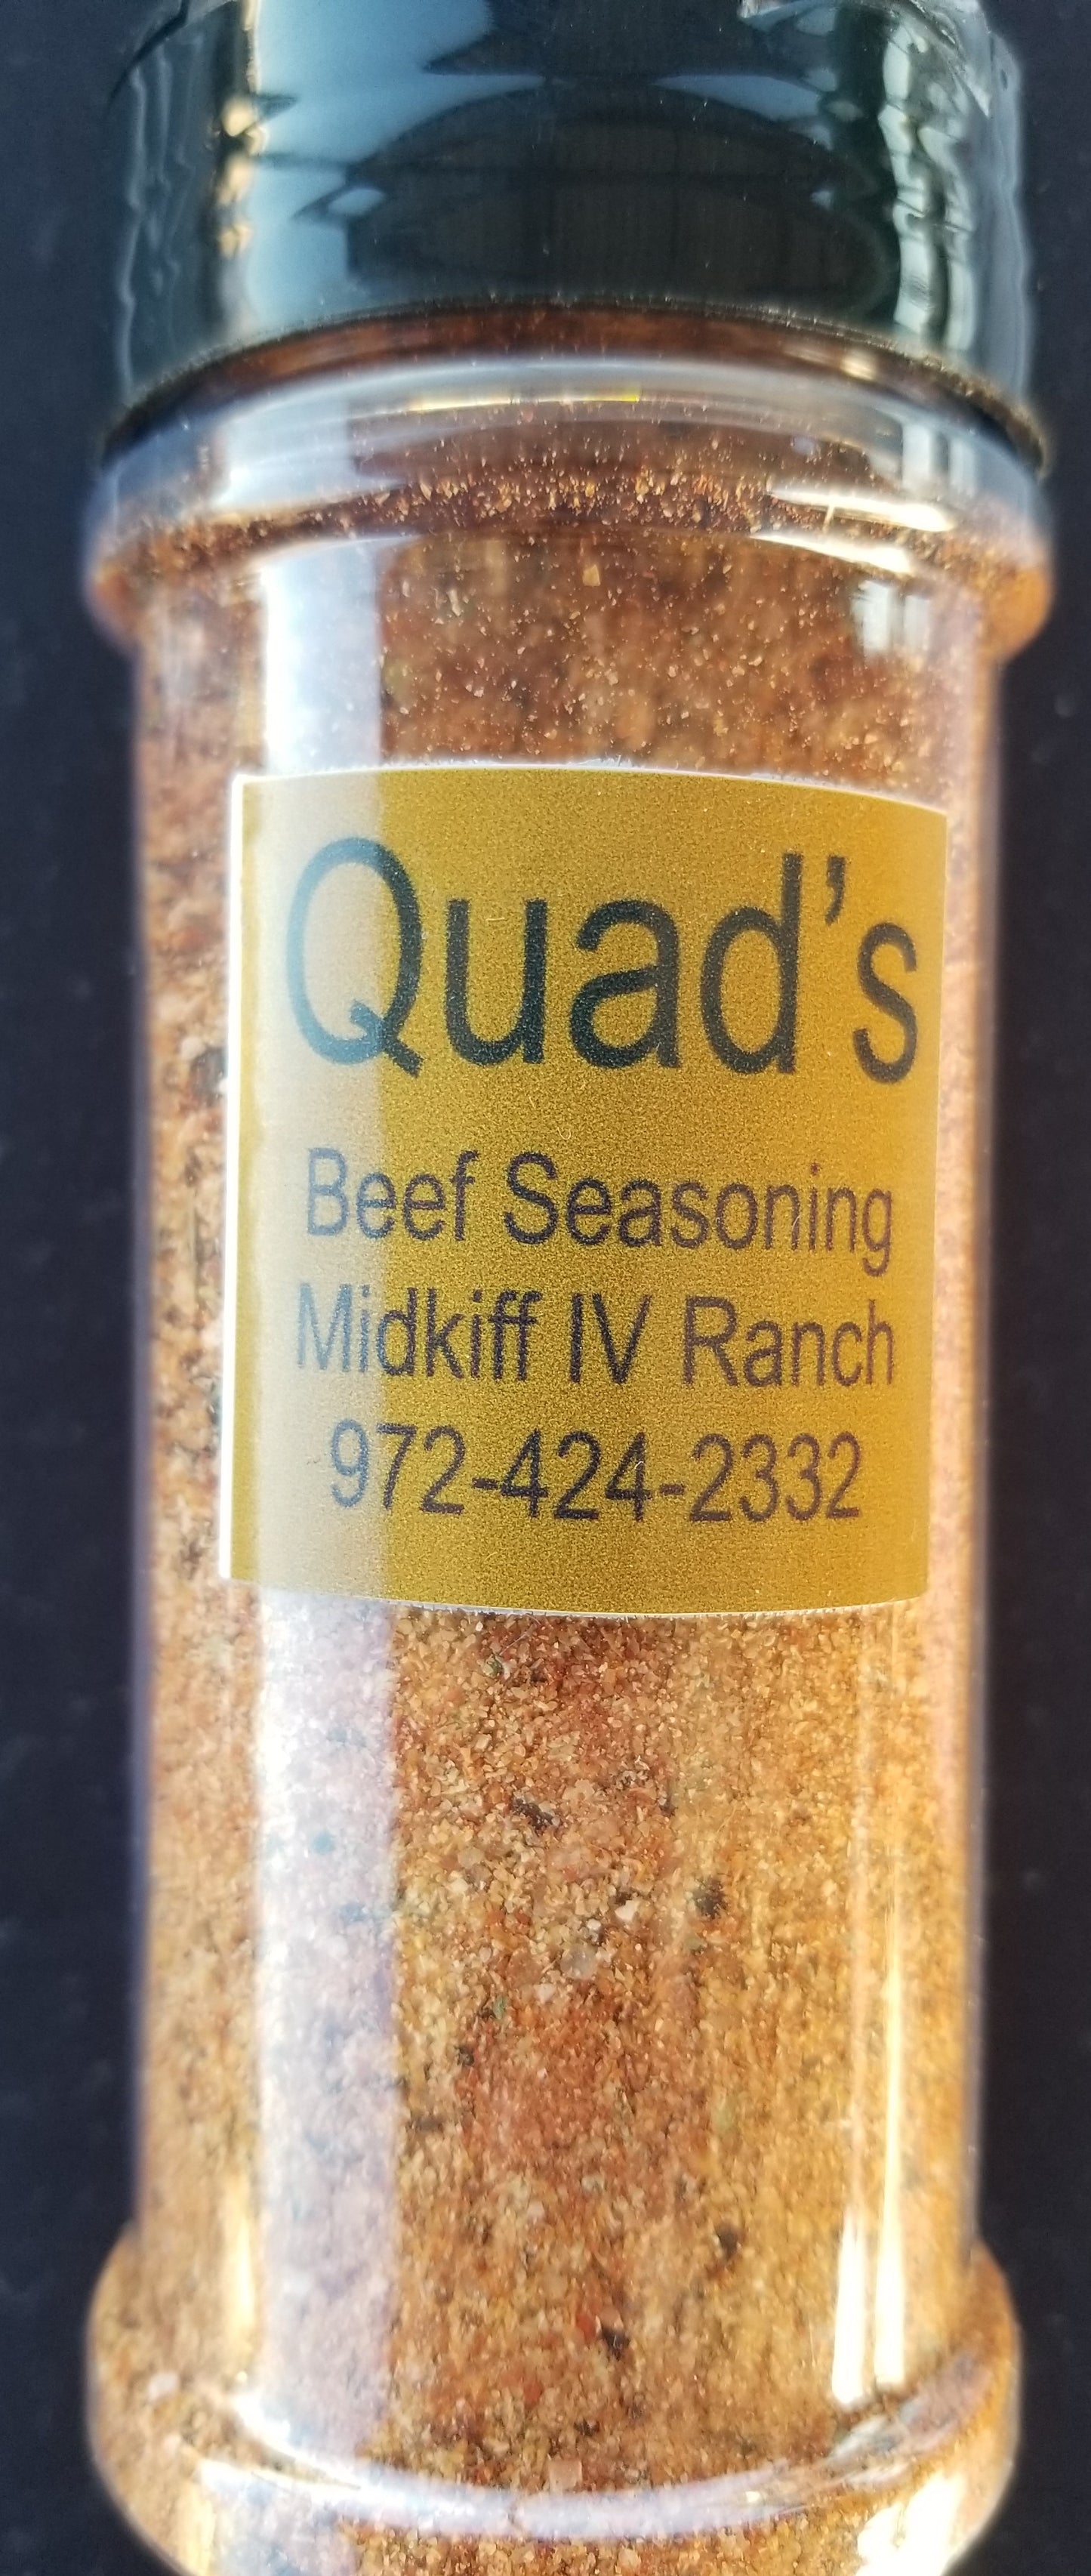 Quad's
Beef Seasoning
Midkiff IV Ranch
972-424-2332